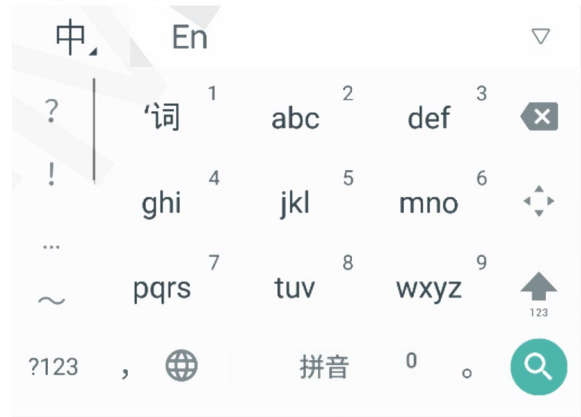 中 En
? 1 2 3
‘词 abc def
! 4 5 6
ghi jkl mno
... 7 8 9
～ pqrs tuv wxyz
123
?123 , 拼音 0 。